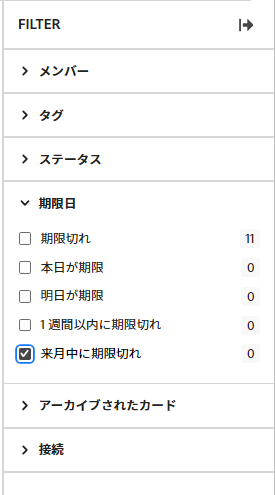 FILTER
メンバー
タグ
ステータス
期限日
期限切れ 11
本日が期限 0
明日が期限 0
1 週間以内に期限切れ 0
来月中に期限切れ 0
アーカイブされたカード
接続